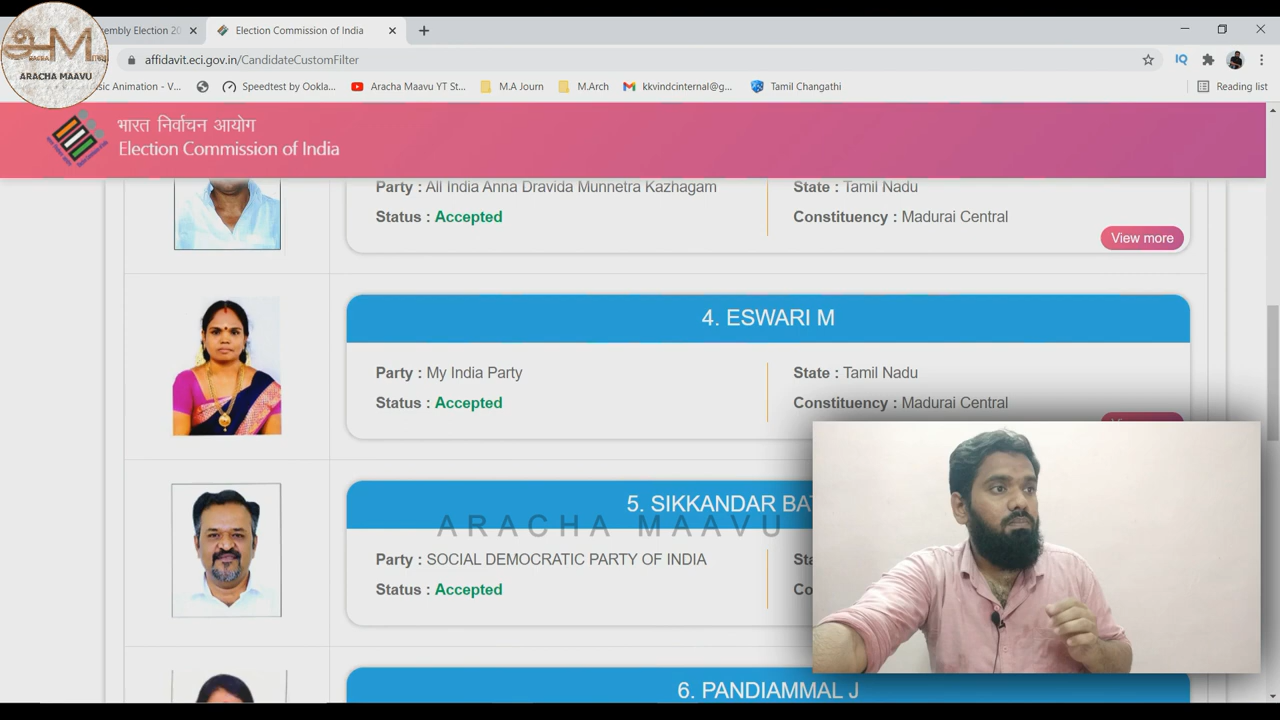 ARACHA MAAVU
embly Election 20
Election Commission of India
affidavit.eci.gov.in/CandidateCustomFilter
sic Animation - V...
Speedtest by Ookla...
Aracha Maavu YT St...
M.A Journ
M.Arch
kkvindcinternal@g...
Tamil Changathi
Reading list
भारत निर्वाचन आयोग
Election Commission of India
Party : All India Anna Dravida Munnetra Kazhagam
State : Tamil Nadu
Status : Accepted
Constituency : Madurai Central
View more
4. ESWARI M
Party : My India Party
State : Tamil Nadu
Status : Accepted
Constituency : Madurai Central
5. SIKKANDAR BAT
ARACHA MAAVU
Party : SOCIAL DEMOCRATIC PARTY OF INDIA
Sta
Status : Accepted
Co
6. PANDIAMMAL J